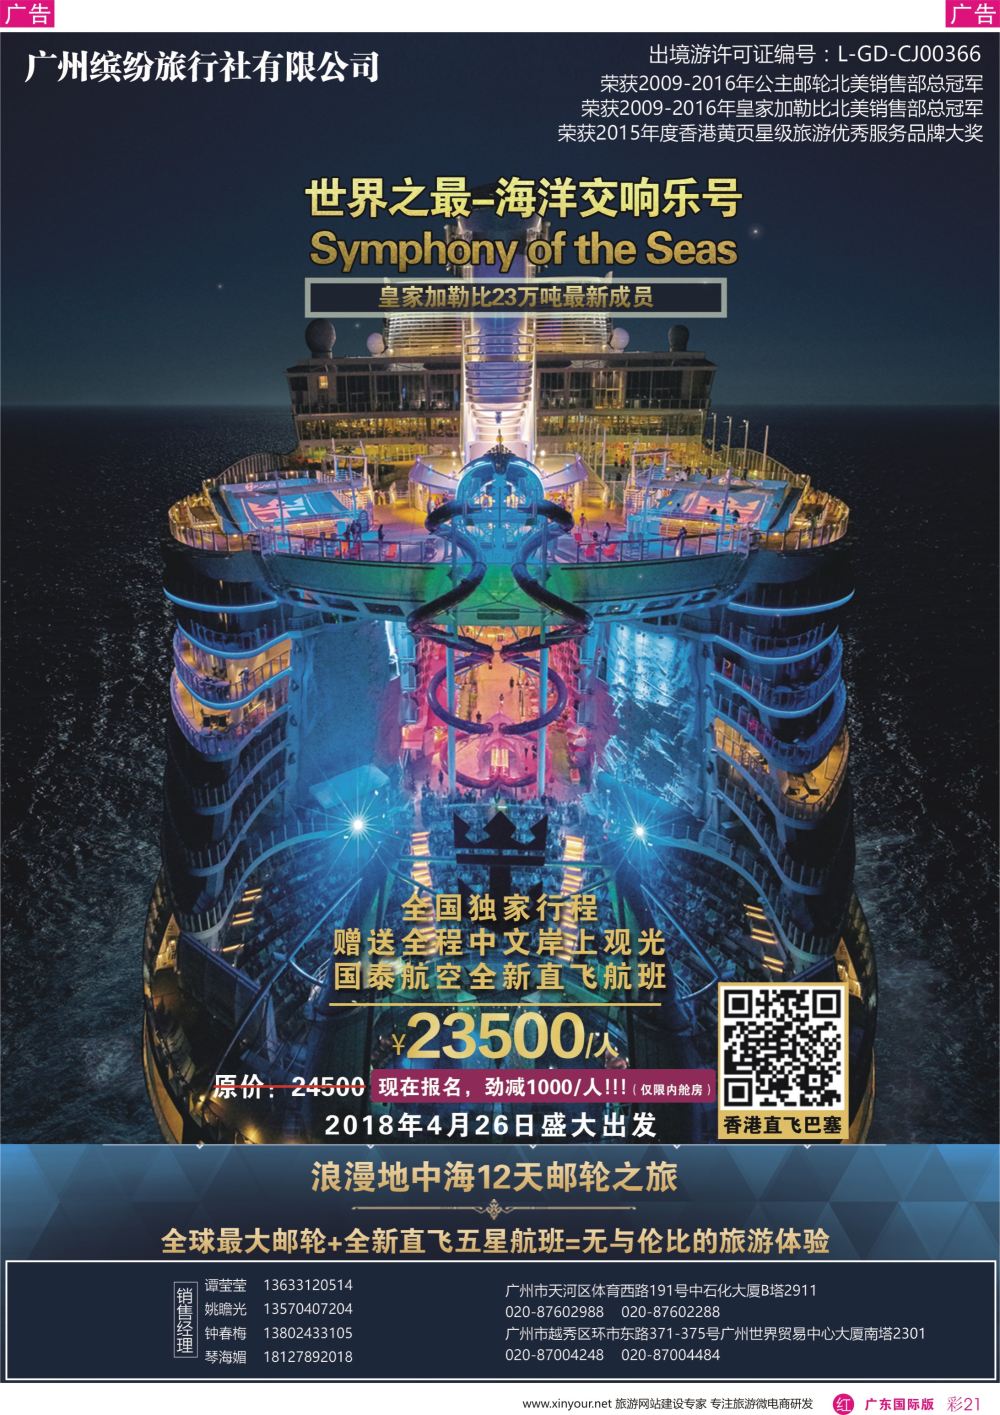 广告
广告
广州缤纷旅行社有限公司
出境游许可证编号：L-GD-CJ00366
荣获2009-2016年公主邮轮北美销售部总冠军
荣获2009-2016年皇家加勒比北美销售部总冠军
荣获2015年度香港黄页星级旅游优秀服务品牌大奖
世界之最-海洋交响乐号
Symphony of the Seas
皇家加勒比23万吨最新成员
全国独家行程
赠送全程中文岸上观光
国泰航空全新直飞航班
¥23500/人
原价：24500 现在报名，劲减1000/人!!!（仅限内舱房）
香港直飞巴塞
2018年4月26日盛大出发
浪漫地中海12天邮轮之旅
全球最大邮轮+全新直飞五星航班=无与伦比的旅游体验
销售经理
谭莹莹 13633120514
姚瞻光 13570407204
钟春梅 13802433105
琴海媚 18127892018
广州市天河区体育西路191号中石化大厦B塔2911
020-87602988 020-87602288
广州市越秀区环市东路371-375号广州世界贸易中心大厦南塔2301
020-87004248 020-87004484
www.xinyour.net 旅游网站建设专家 专注旅游微电商研发
红 广东国际版 彩21